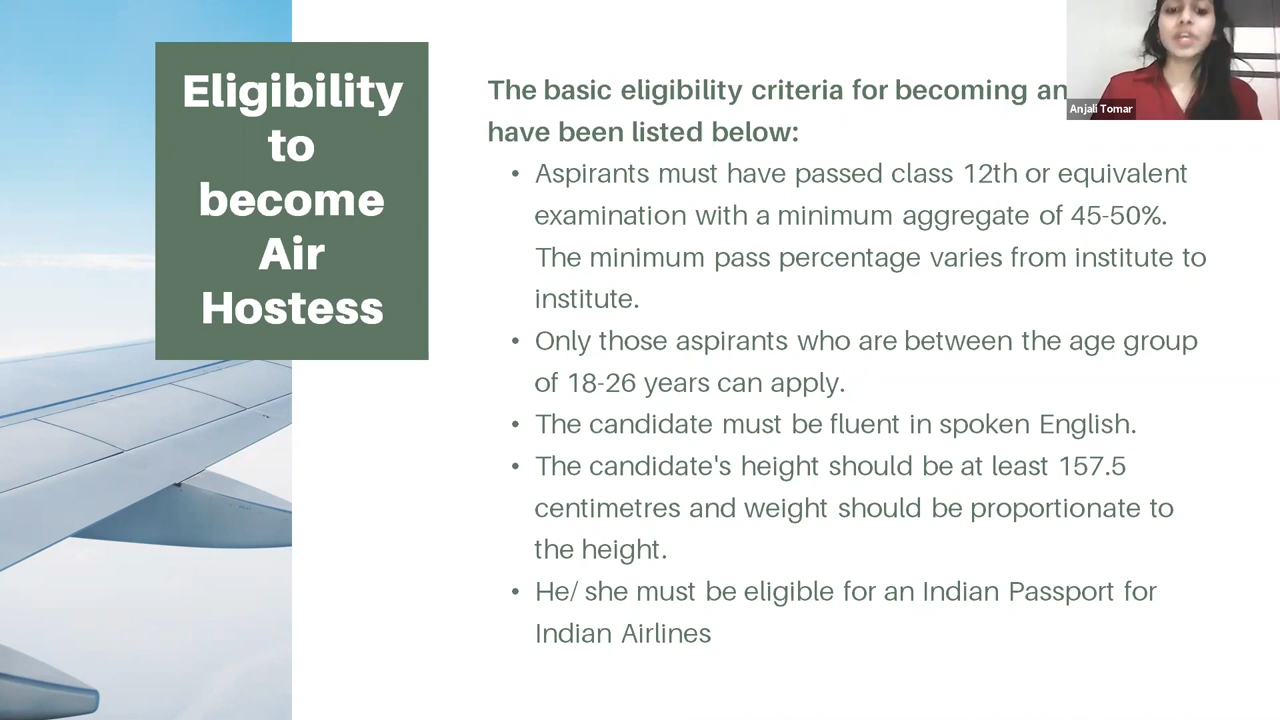 Eligibility
to
become
Air
Hostess
The basic eligibility criteria for becoming an
have been listed below:
• Aspirants must have passed class 12th or equivalent
examination with a minimum aggregate of 45-50%.
The minimum pass percentage varies from institute to
institute.
• Only those aspirants who are between the age group
of 18-26 years can apply.
• The candidate must be fluent in spoken English.
• The candidate's height should be at least 157.5
centimetres and weight should be proportionate to
the height.
• He/ she must be eligible for an Indian Passport for
Indian Airlines
Anjali Tomar